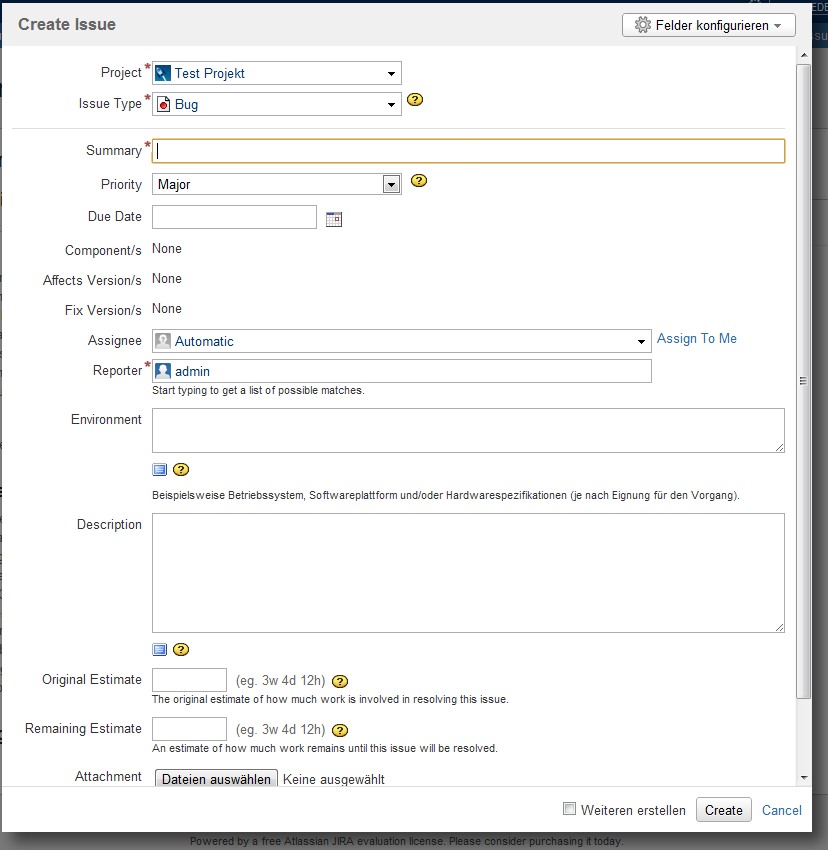 Create Issue
Felder konfigurieren
Project* Test Projekt
Issue Type* Bug
Summary*
Priority Major
Due Date
Component/s None
Affects Version/s None
Fix Version/s None
Assignee Automatic Assign To Me
Reporter* admin
Start typing to get a list of possible matches.
Environment
Beispielsweise Betriebssystem, Softwareplattform und/oder Hardwarespezifikationen (je nach Eignung für den Vorgang).
Description
Original Estimate (eg. 3w 4d 12h)
The original estimate of how much work is involved in resolving this issue.
Remaining Estimate (eg. 3w 4d 12h)
An estimate of how much work remains until this issue will be resolved.
Attachment Dateien auswählen Keine ausgewählt
Weiteren erstellen Create Cancel
Powered by a free Atlassian JIRA evaluation license. Please consider purchasing it today.